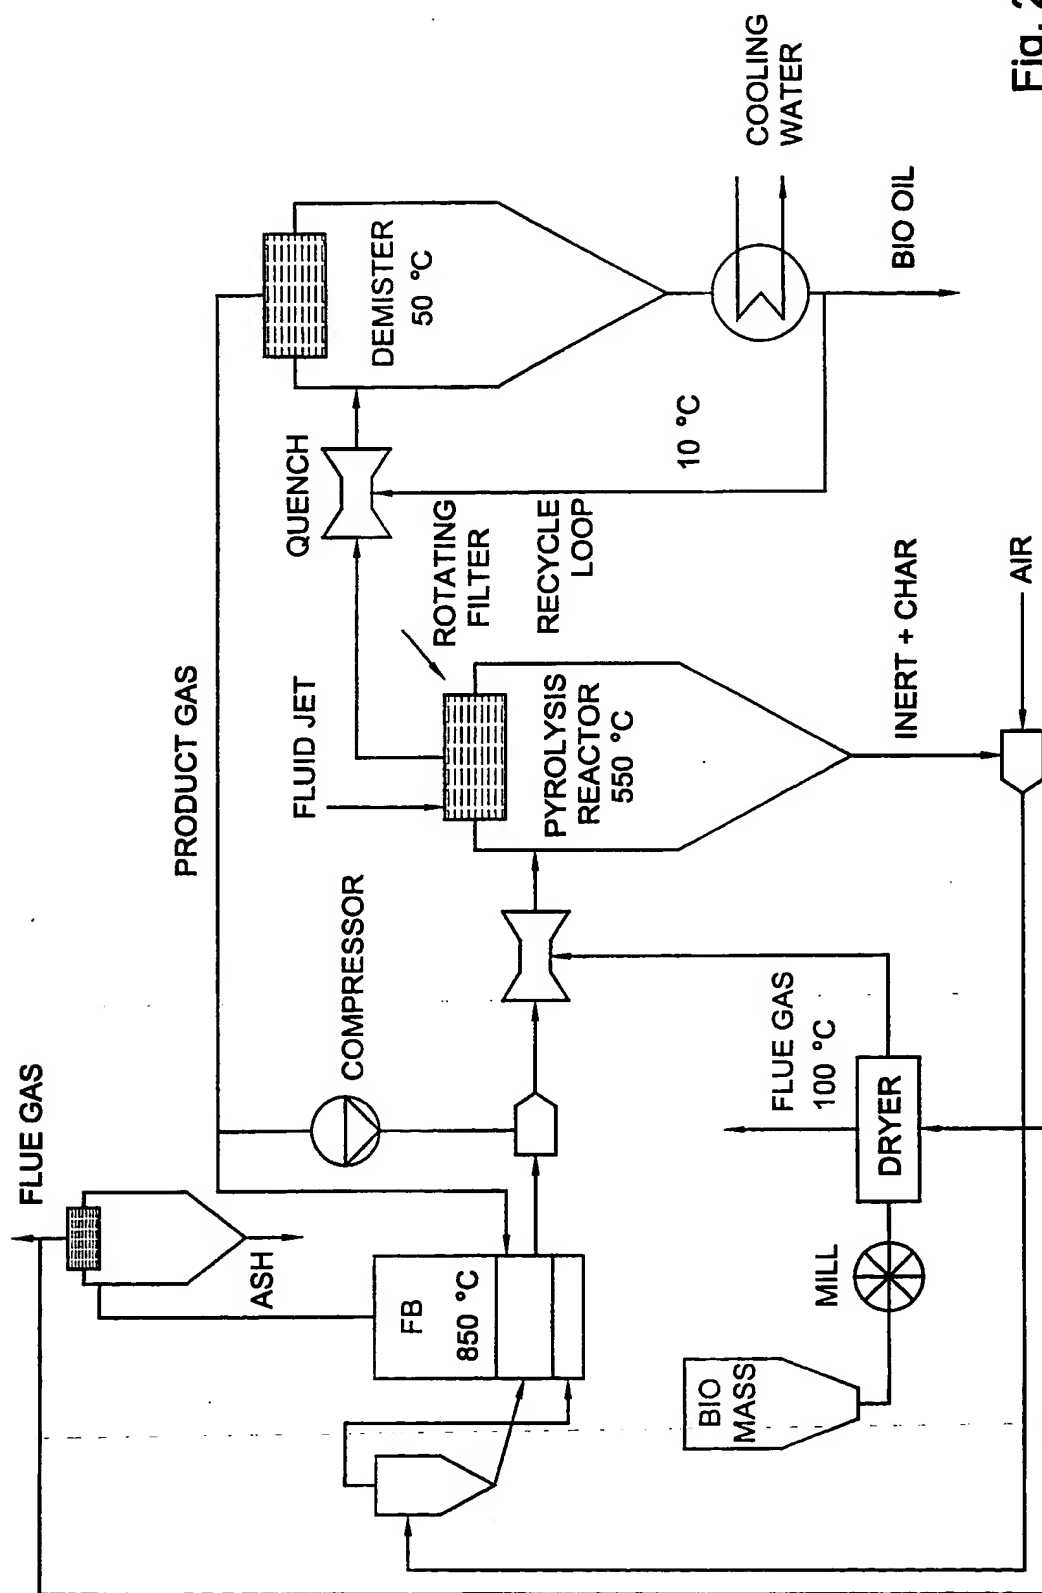 FLUE GAS
PRODUCT GAS
ASH
FLUID JET
QUENCH
COMPRESSOR
DEMISTER
50 °C
FB
850 °C
ROTATING
FILTER
RECYCLE
LOOP
PYROLYSIS
REACTOR
550 °C
10 °C
BIO
MASS
COOLING
WATER
FLUE GAS
100 °C
MILL
DRYER
INERT + CHAR
BIO OIL
AIR
Fig. 2